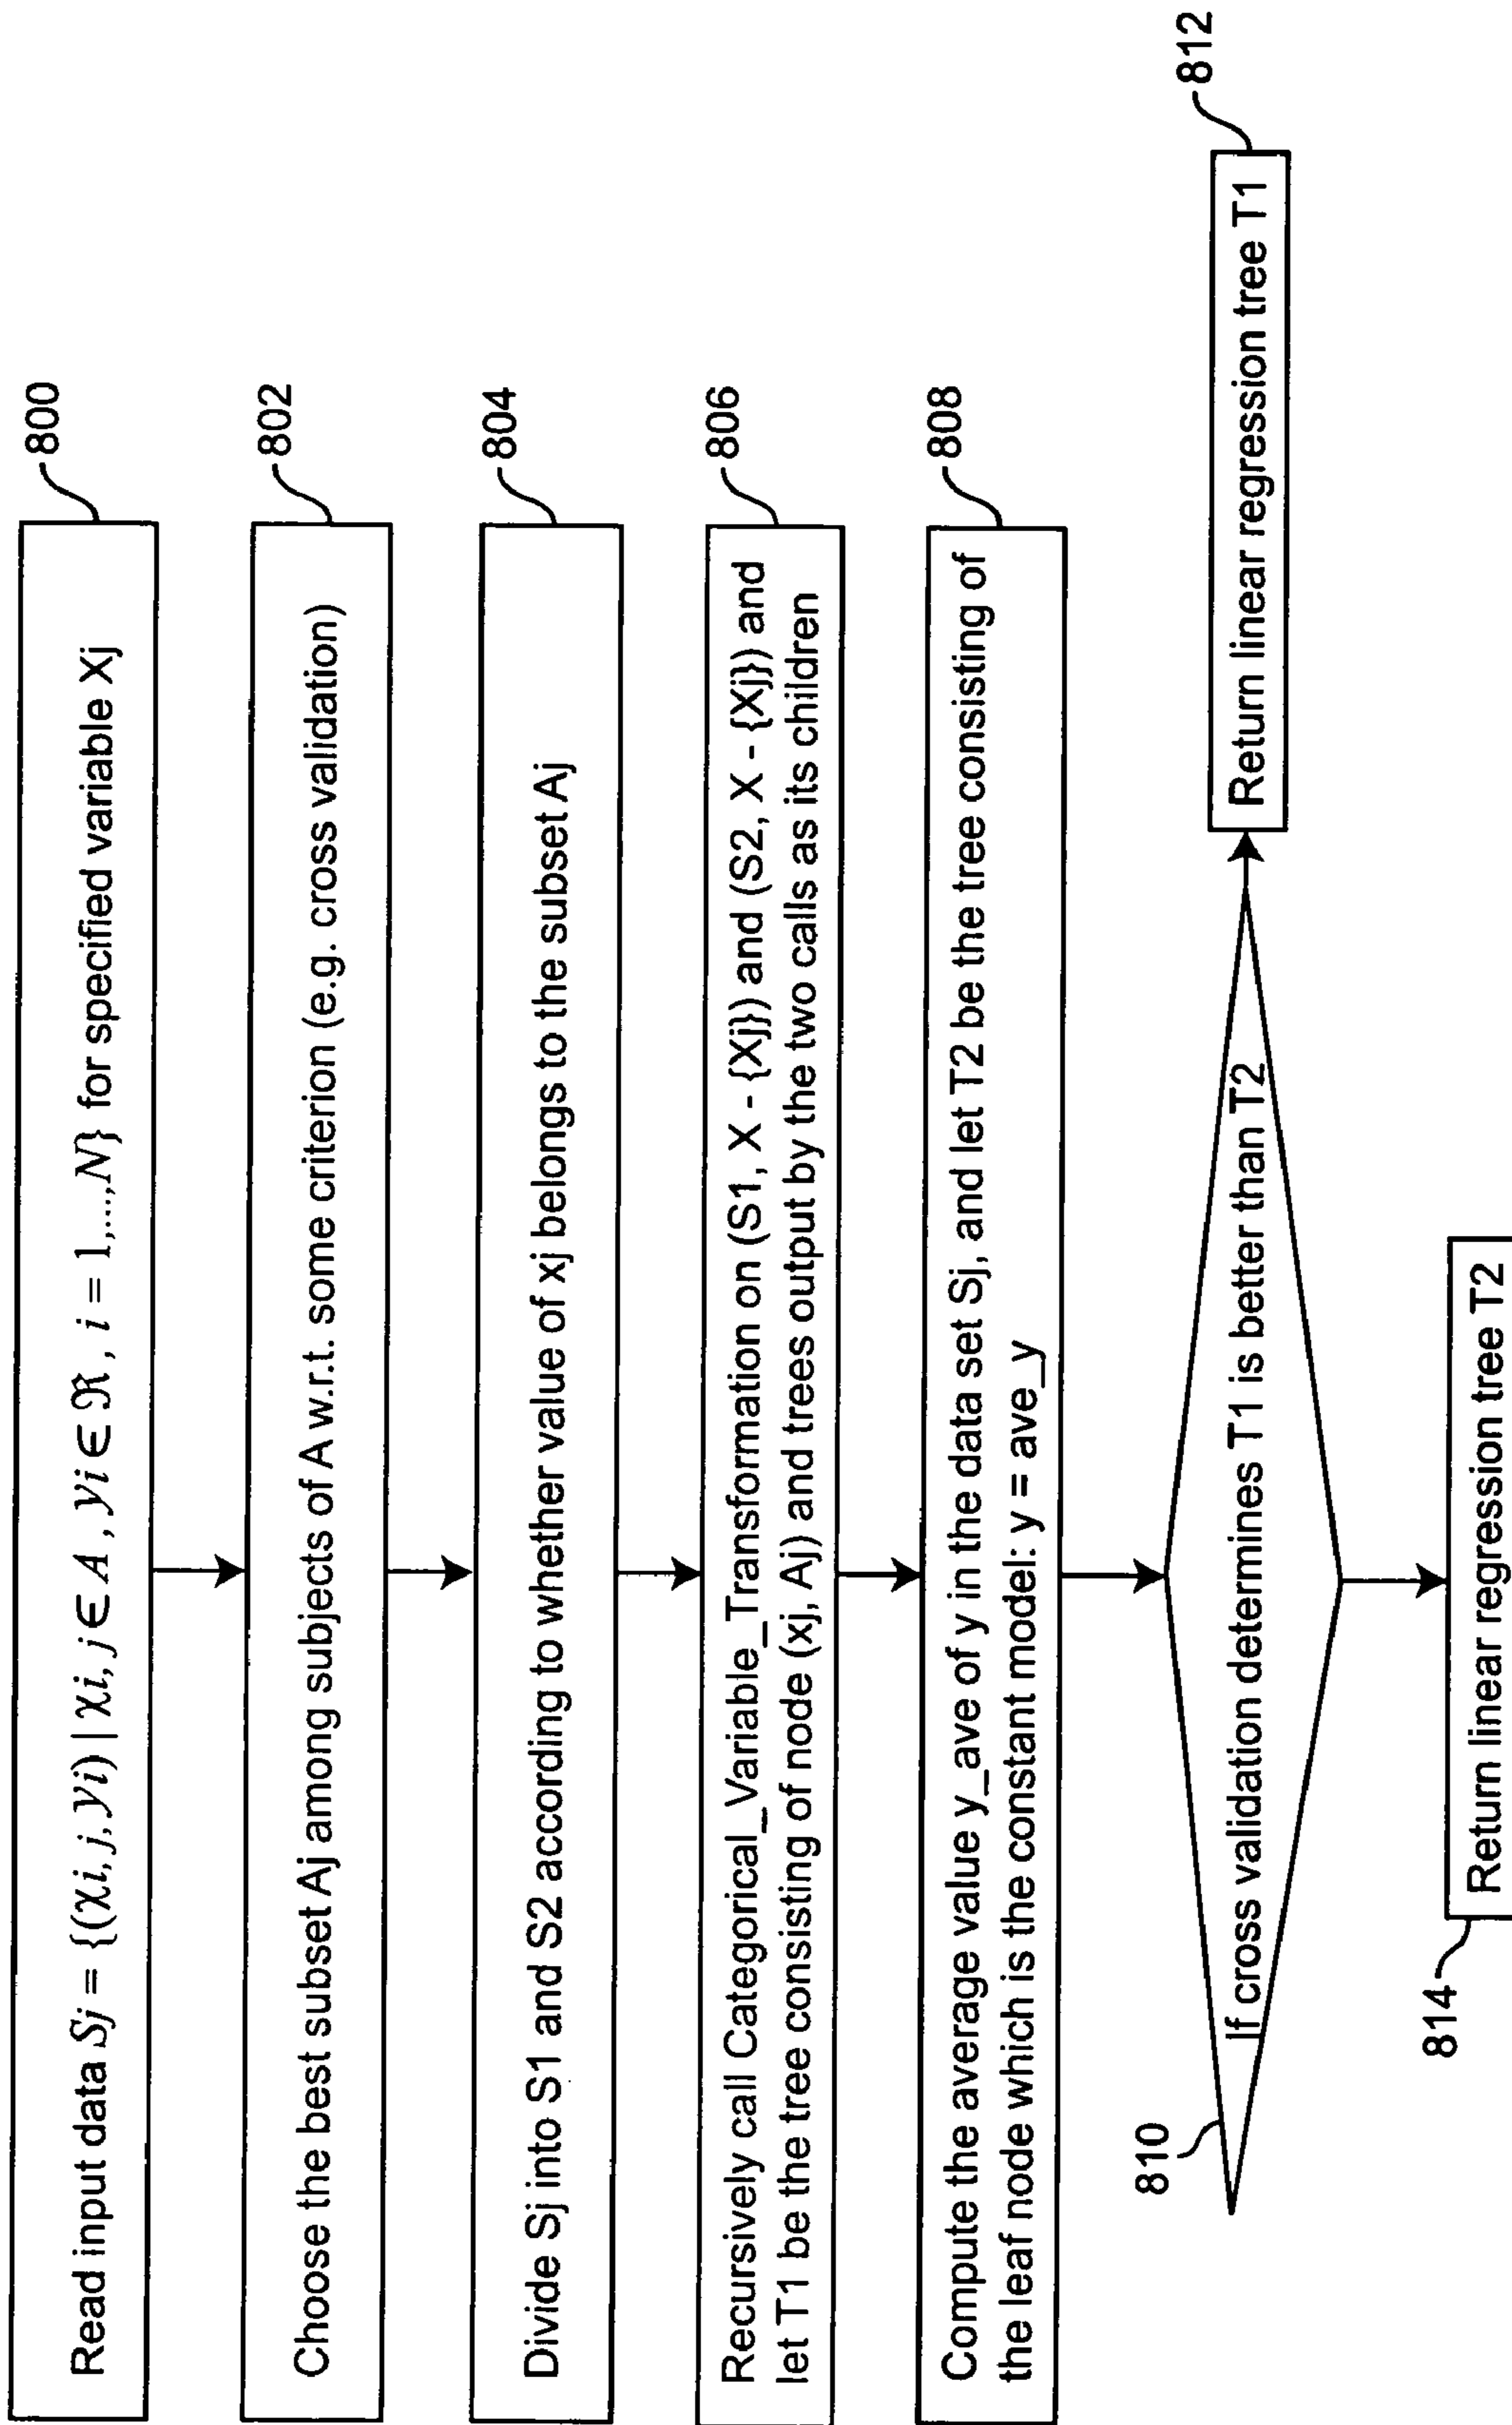 Read input data Sj = {(χi, j, yi) | χi, j ∈ A, yi ∈ ℜ, i = 1,...,N} for specified variable Xj
800
Choose the best subset Aj among subjects of A w.r.t. some criterion (e.g. cross validation)
802
Divide Sj into S1 and S2 according to whether value of xj belongs to the subset Aj
804
Recursively call Categorical_Variable_Transformation on (S1, X - {Xj}) and (S2, X - {Xj}) and
let T1 be the tree consisting of node (xj, Aj) and trees output by the two calls as its children
806
Compute the average value y_ave of y in the data set Sj, and let T2 be the tree consisting of
the leaf node which is the constant model: y = ave_y
808
810
If cross validation determines T1 is better than T2
Return linear regression tree T1
812
814
Return linear regression tree T2